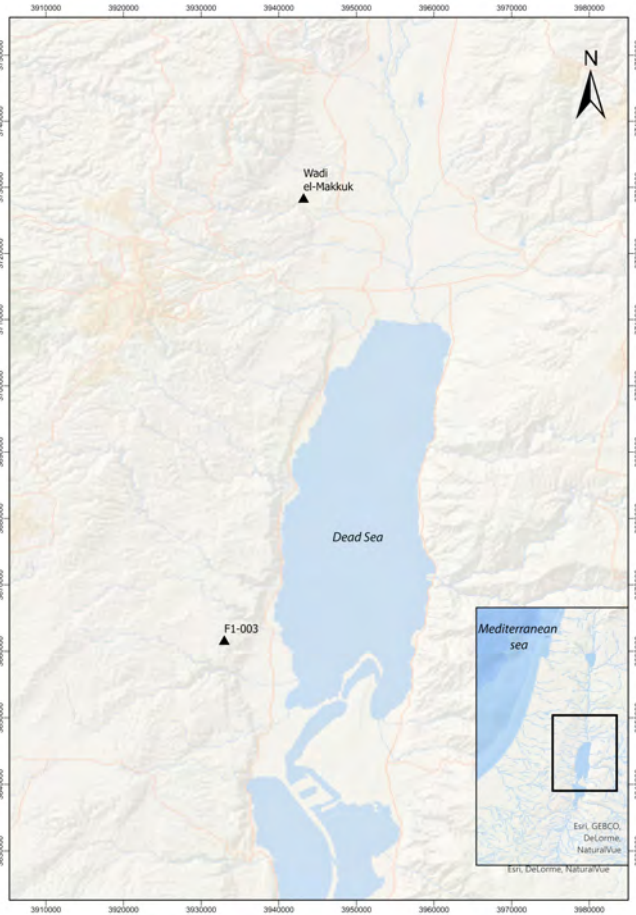 3910000 3920000 3930000 3940000 3950000 3960000 3970000 3980000
N
Wadi
el-Makkuk
Dead Sea
F1-003
Mediterranean
sea
Esri, GEBCO,
DeLorme,
NaturalVue
Esri, DeLorme, NaturalVue
3910000 3920000 3930000 3940000 3950000 3960000 3970000 3980000